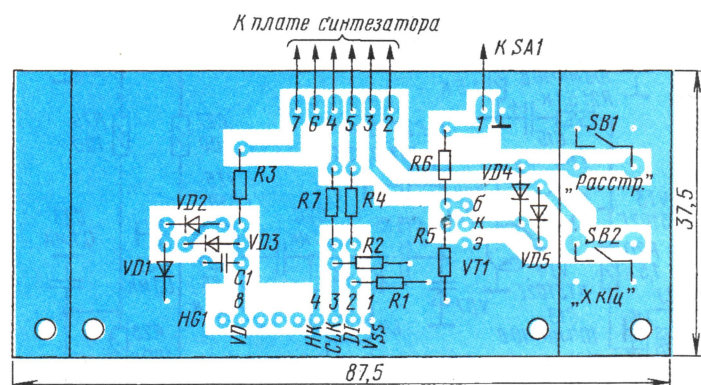 К плате синтезатора
К SA1
7 6 4 5 3 2
1
SB1
R3
R6
VD4
„Расстр.”
R7
R4
б
VD2
к
R5
SB2
VD3
э
VD1
R2
VT1
VD5
C1
R1
„X кГц”
8
4 3 2 1
HG1
VD
HK
CLK
DI
VSS
87,5
37,5